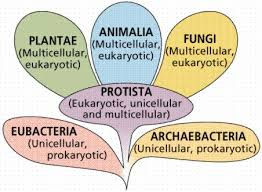 PLANTAE
(Multicellular,
eukaryotic)
ANIMALIA
(Multicellular,
eukaryotic)
FUNGI
(Multicellular,
eukaryotic)
PROTISTA
(Eukaryotic, unicellular
and multicellular)
EUBACTERIA
(Unicellular,
prokaryotic)
ARCHAEBACTERIA
(Unicellular, prokaryotic)